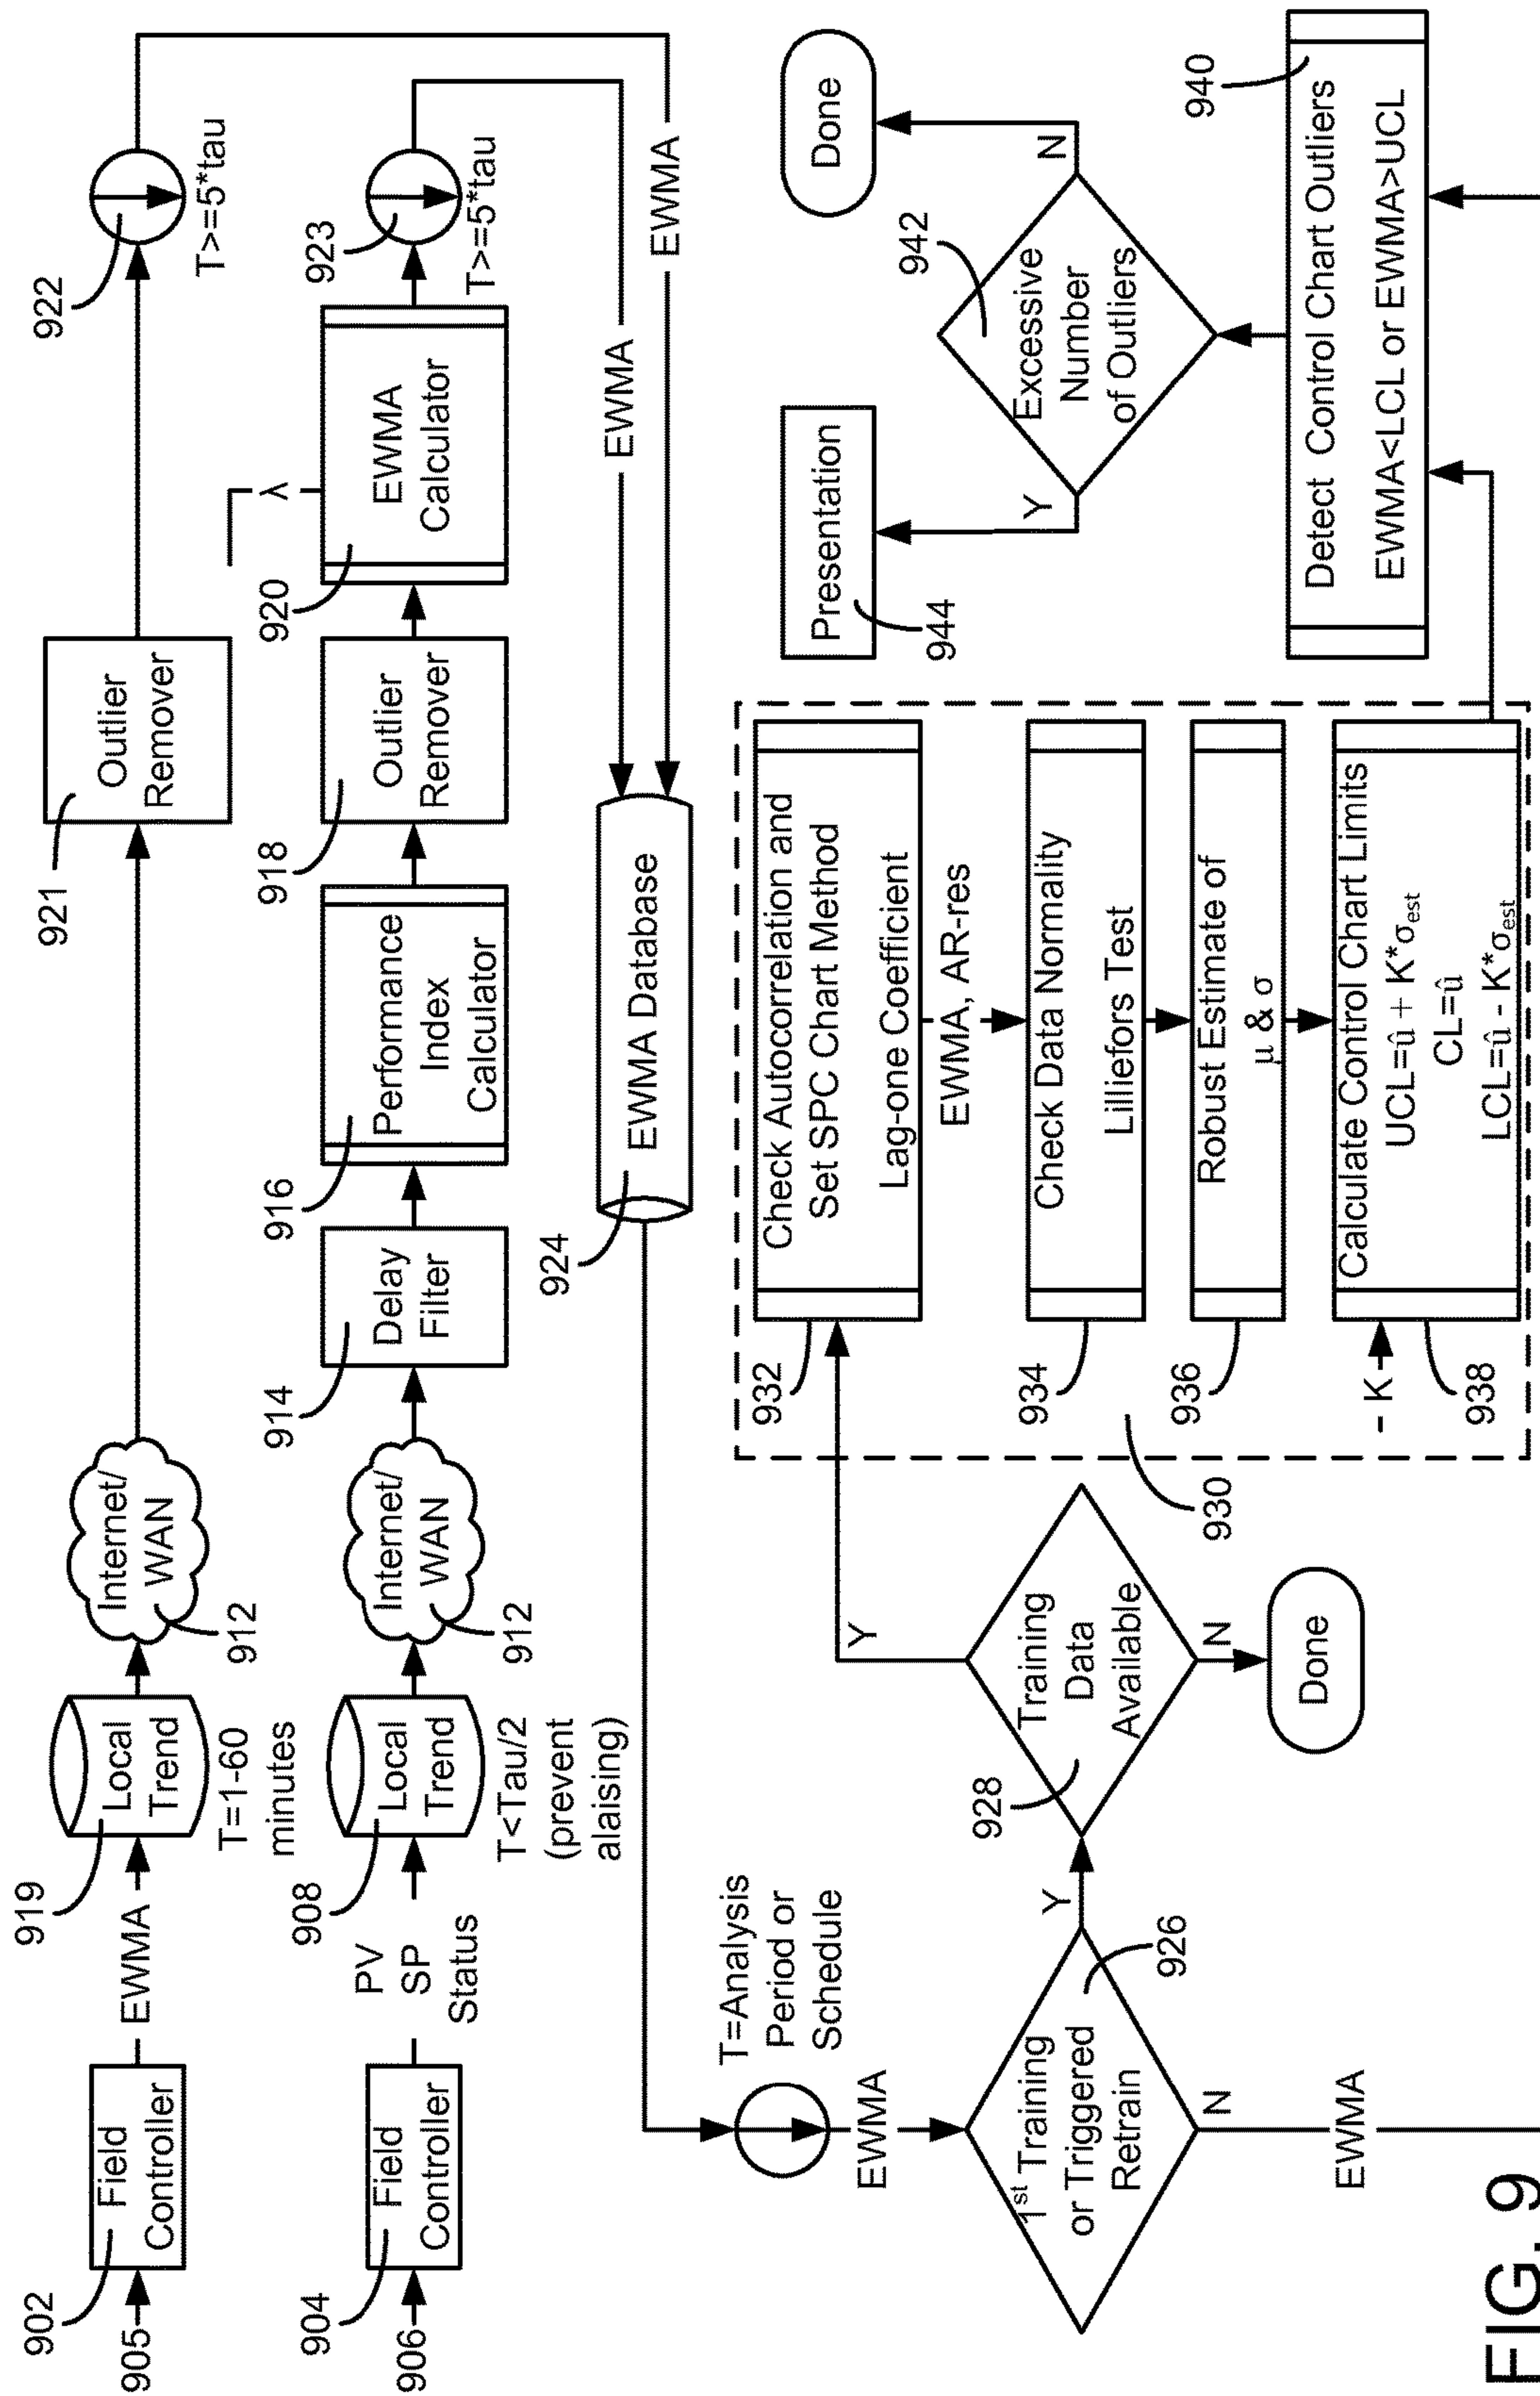 905
902
Field
Controller
EWMA
919
Local
Trend
T=1-60
minutes
Internet/
WAN
912
921
Outlier
Remover
922
T>=5*tau
906
904
Field
Controller
PV
SP
Status
908
Local
Trend
T<Tau/2
(prevent
alaising)
Internet/
WAN
912
914
Delay
Filter
916
Performance
Index
Calculator
918
Outlier
Remover
920
λ
EWMA
Calculator
923
T>=5*tau
EWMA
EWMA
924
EWMA Database
T=Analysis
Period or
Schedule
EWMA
1st Training
or Triggered
Retrain
926
Y
N
EWMA
928
Training
Data
Available
Y
N
Done
930
932
Check Autocorrelation and
Set SPC Chart Method
Lag-one Coefficient
EWMA, AR-res
934
Check Data Normality
Lilliefors Test
936
Robust Estimate of
μ & σ
K
938
Calculate Control Chart Limits
UCL=û + K*σest
CL=û
LCL=û - K*σest
940
Detect Control Chart Outliers
EWMA<LCL or EWMA>UCL
942
Excessive
Number
of Outliers
Y
N
Presentation
944
Done
FIG. 9